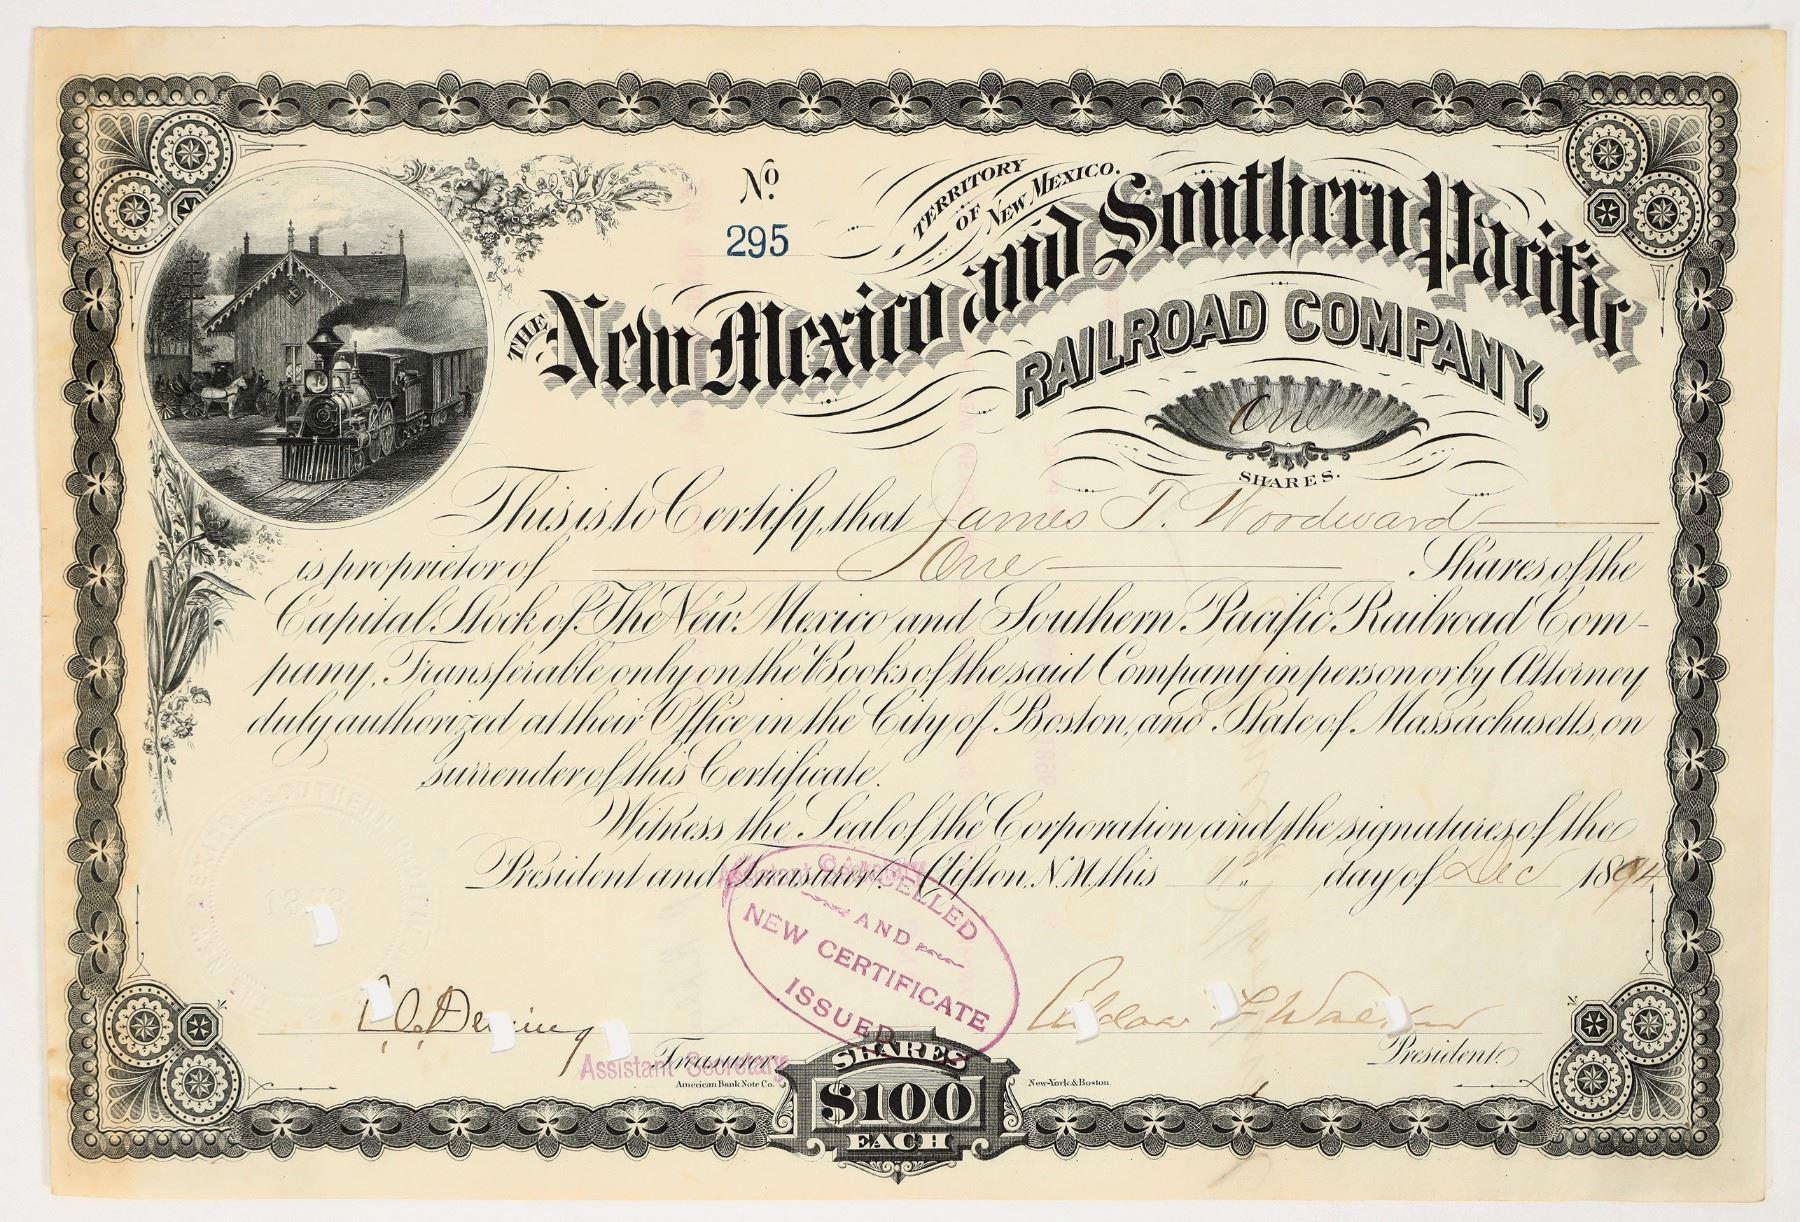 No.
295
TERRITORY
OF NEW MEXICO.
THE New Mexico and Southern Pacific
RAILROAD COMPANY,
One
SHARES.
This is to Certify, that James T. Woodward
is proprietor of One Shares of the
Capital Stock of The New Mexico and Southern Pacific Railroad Com-
pany, Transferable only on the Books of the said Company in person or by Attorney
duly authorized at their Office in the City of Boston, and State of Massachusetts, on
surrender of this Certificate.
Witness the Seal of the Corporation and the signatures of the
President and Treasurer. Clifton, N.M, this 12 day of Dec 1894
1878
CANCELLED
AND
NEW CERTIFICATE
ISSUED
Treasurer.
Assistant Secretary
President.
American Bank Note Co.
New-York & Boston.
SHARES
$100
EACH